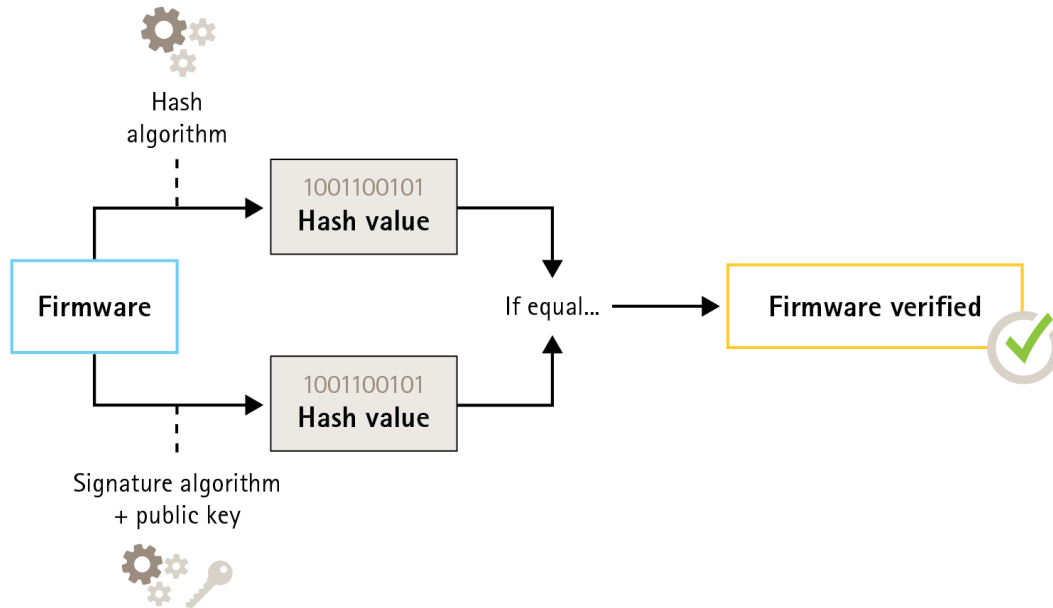 Hash
algorithm
1001100101
Hash value
Firmware
If equal...
Firmware verified
1001100101
Hash value
Signature algorithm
+ public key